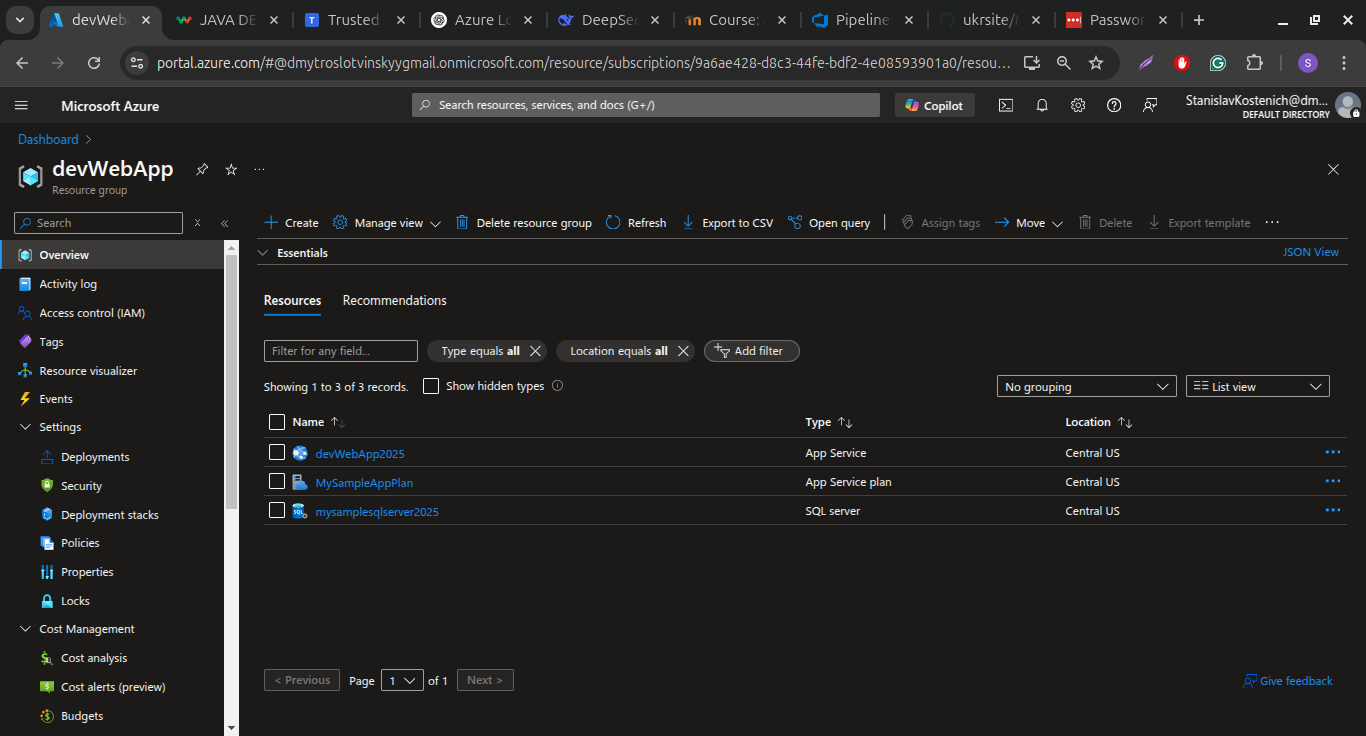 devWeb
JAVA DE
Trusted
Azure Lo
DeepSee
Course:
Pipeline
ukrsite/
Passwor
portal.azure.com/#@dmytroslotvinskyygmail.onmicrosoft.com/resource/subscriptions/9a6ae428-d8c3-44fe-bdf2-4e08593901a0/resou...
S
Microsoft Azure
Search resources, services, and docs (G+/)
Copilot
StanislavKostenich@dm...
DEFAULT DIRECTORY
Dashboard
devWebApp
Resource group
Search
Create
Manage view
Delete resource group
Refresh
Export to CSV
Open query
Assign tags
Move
Delete
Export template
Overview
Activity log
Access control (IAM)
Tags
Resource visualizer
Events
Settings
Deployments
Security
Deployment stacks
Policies
Properties
Locks
Cost Management
Cost analysis
Cost alerts (preview)
Budgets
Essentials
JSON View
Resources
Recommendations
Filter for any field...
Type equals all
Location equals all
Add filter
Showing 1 to 3 of 3 records.
Show hidden types
No grouping
List view
Name
Type
Location
devWebApp2025
App Service
Central US
MySampleAppPlan
App Service plan
Central US
mysamplesqlserver2025
SQL server
Central US
< Previous
Page
1
of 1
Next >
Give feedback